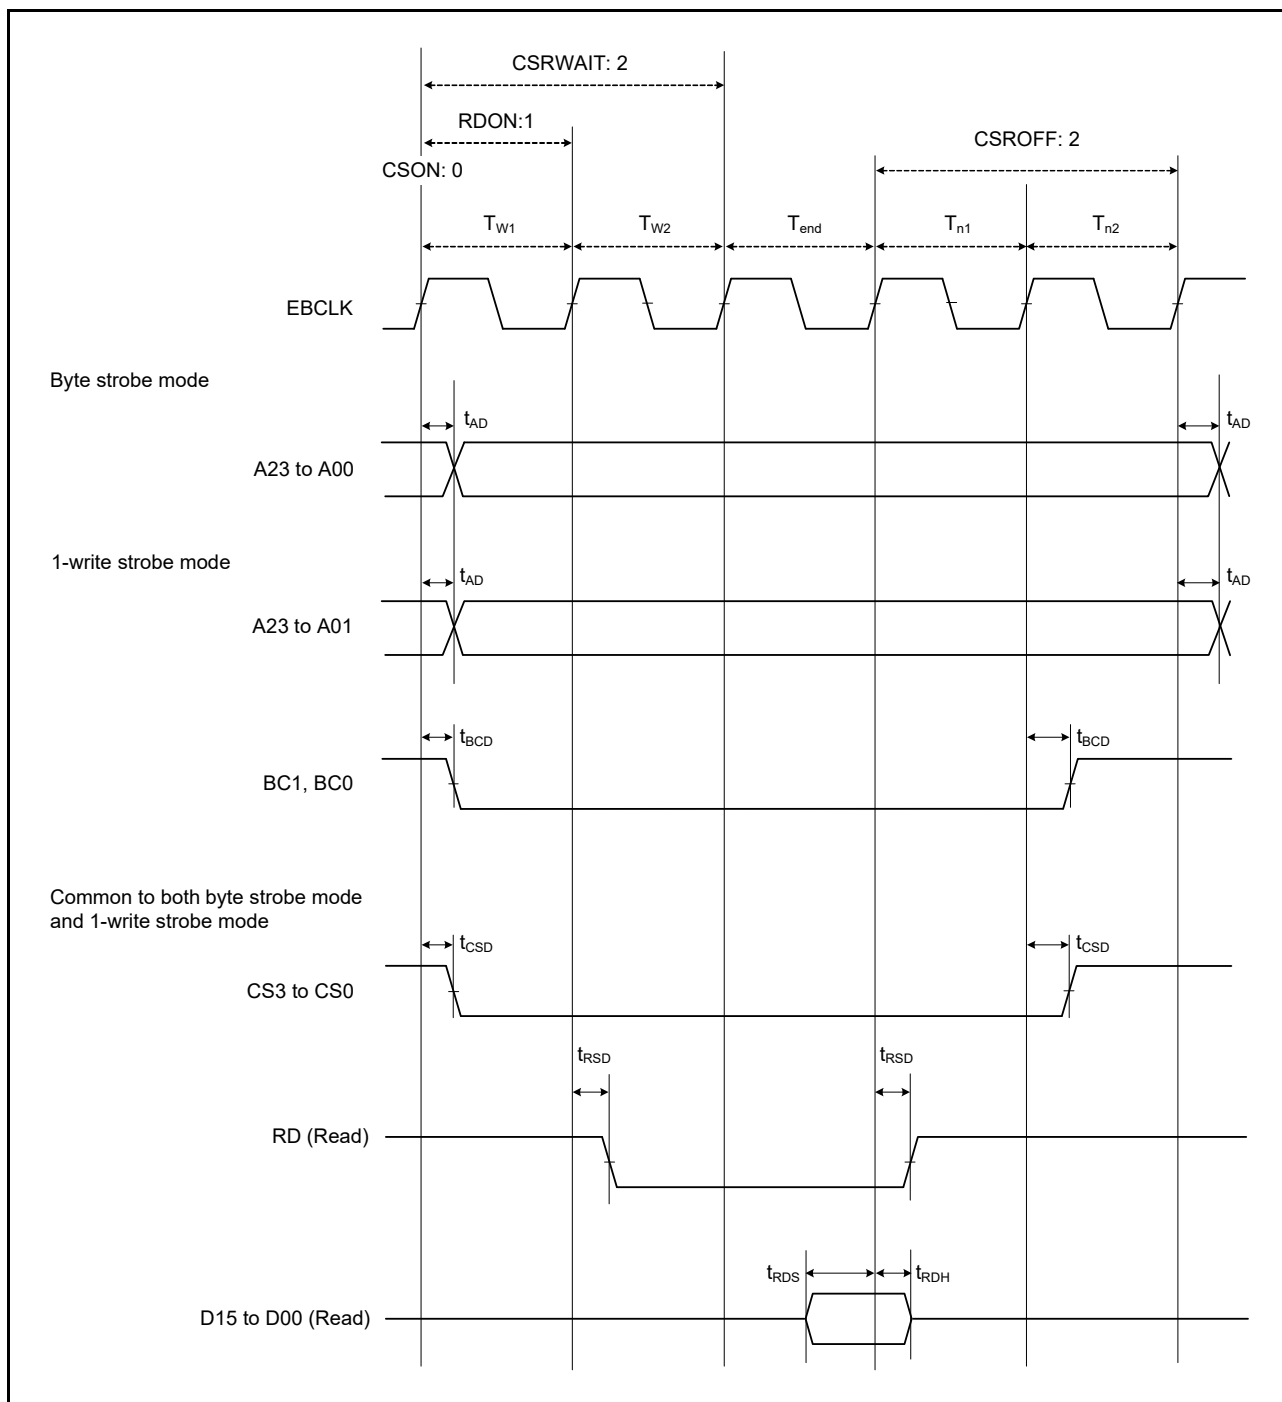 CSRWAIT: 2
RDON:1
CSROFF: 2
CSON: 0
TW1 TW2 Tend Tn1 Tn2
EBCLK
Byte strobe mode
tAD tAD
A23 to A00
1-write strobe mode
tAD tAD
A23 to A01
tBCD tBCD
BC1, BC0
Common to both byte strobe mode
and 1-write strobe mode
tCSD tCSD
CS3 to CS0
tRSD tRSD
RD (Read)
tRDS tRDH
D15 to D00 (Read)